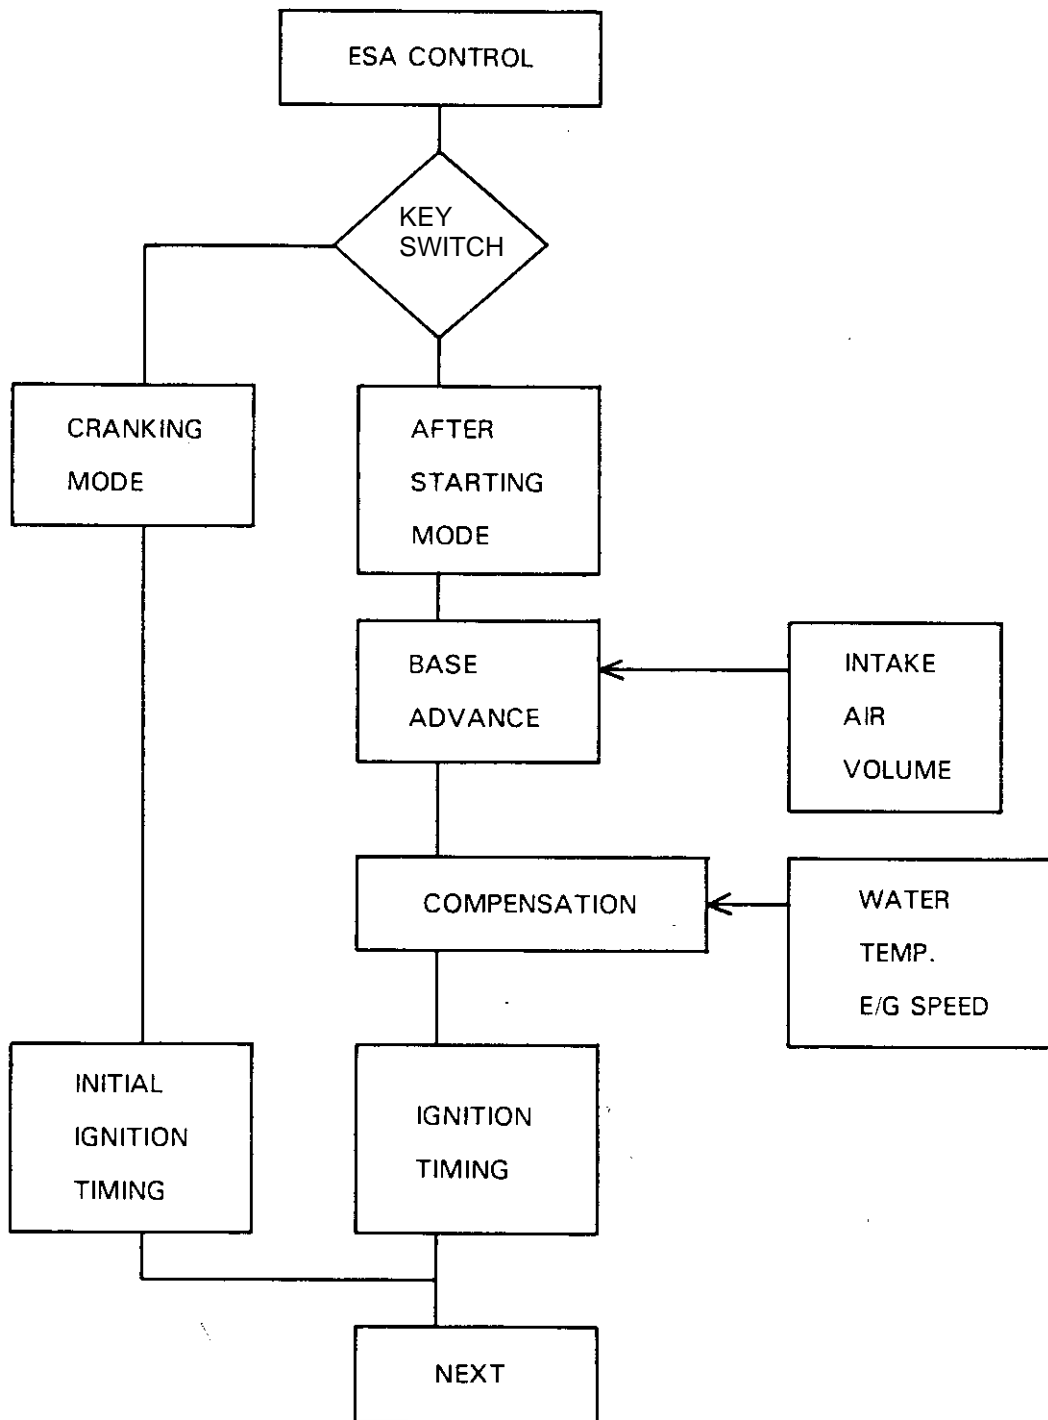 ESA CONTROL
KEY
SWITCH
CRANKING
MODE
AFTER
STARTING
MODE
BASE
ADVANCE
INTAKE
AIR
VOLUME
COMPENSATION
WATER
TEMP.
E/G SPEED
INITIAL
IGNITION
TIMING
IGNITION
TIMING
NEXT